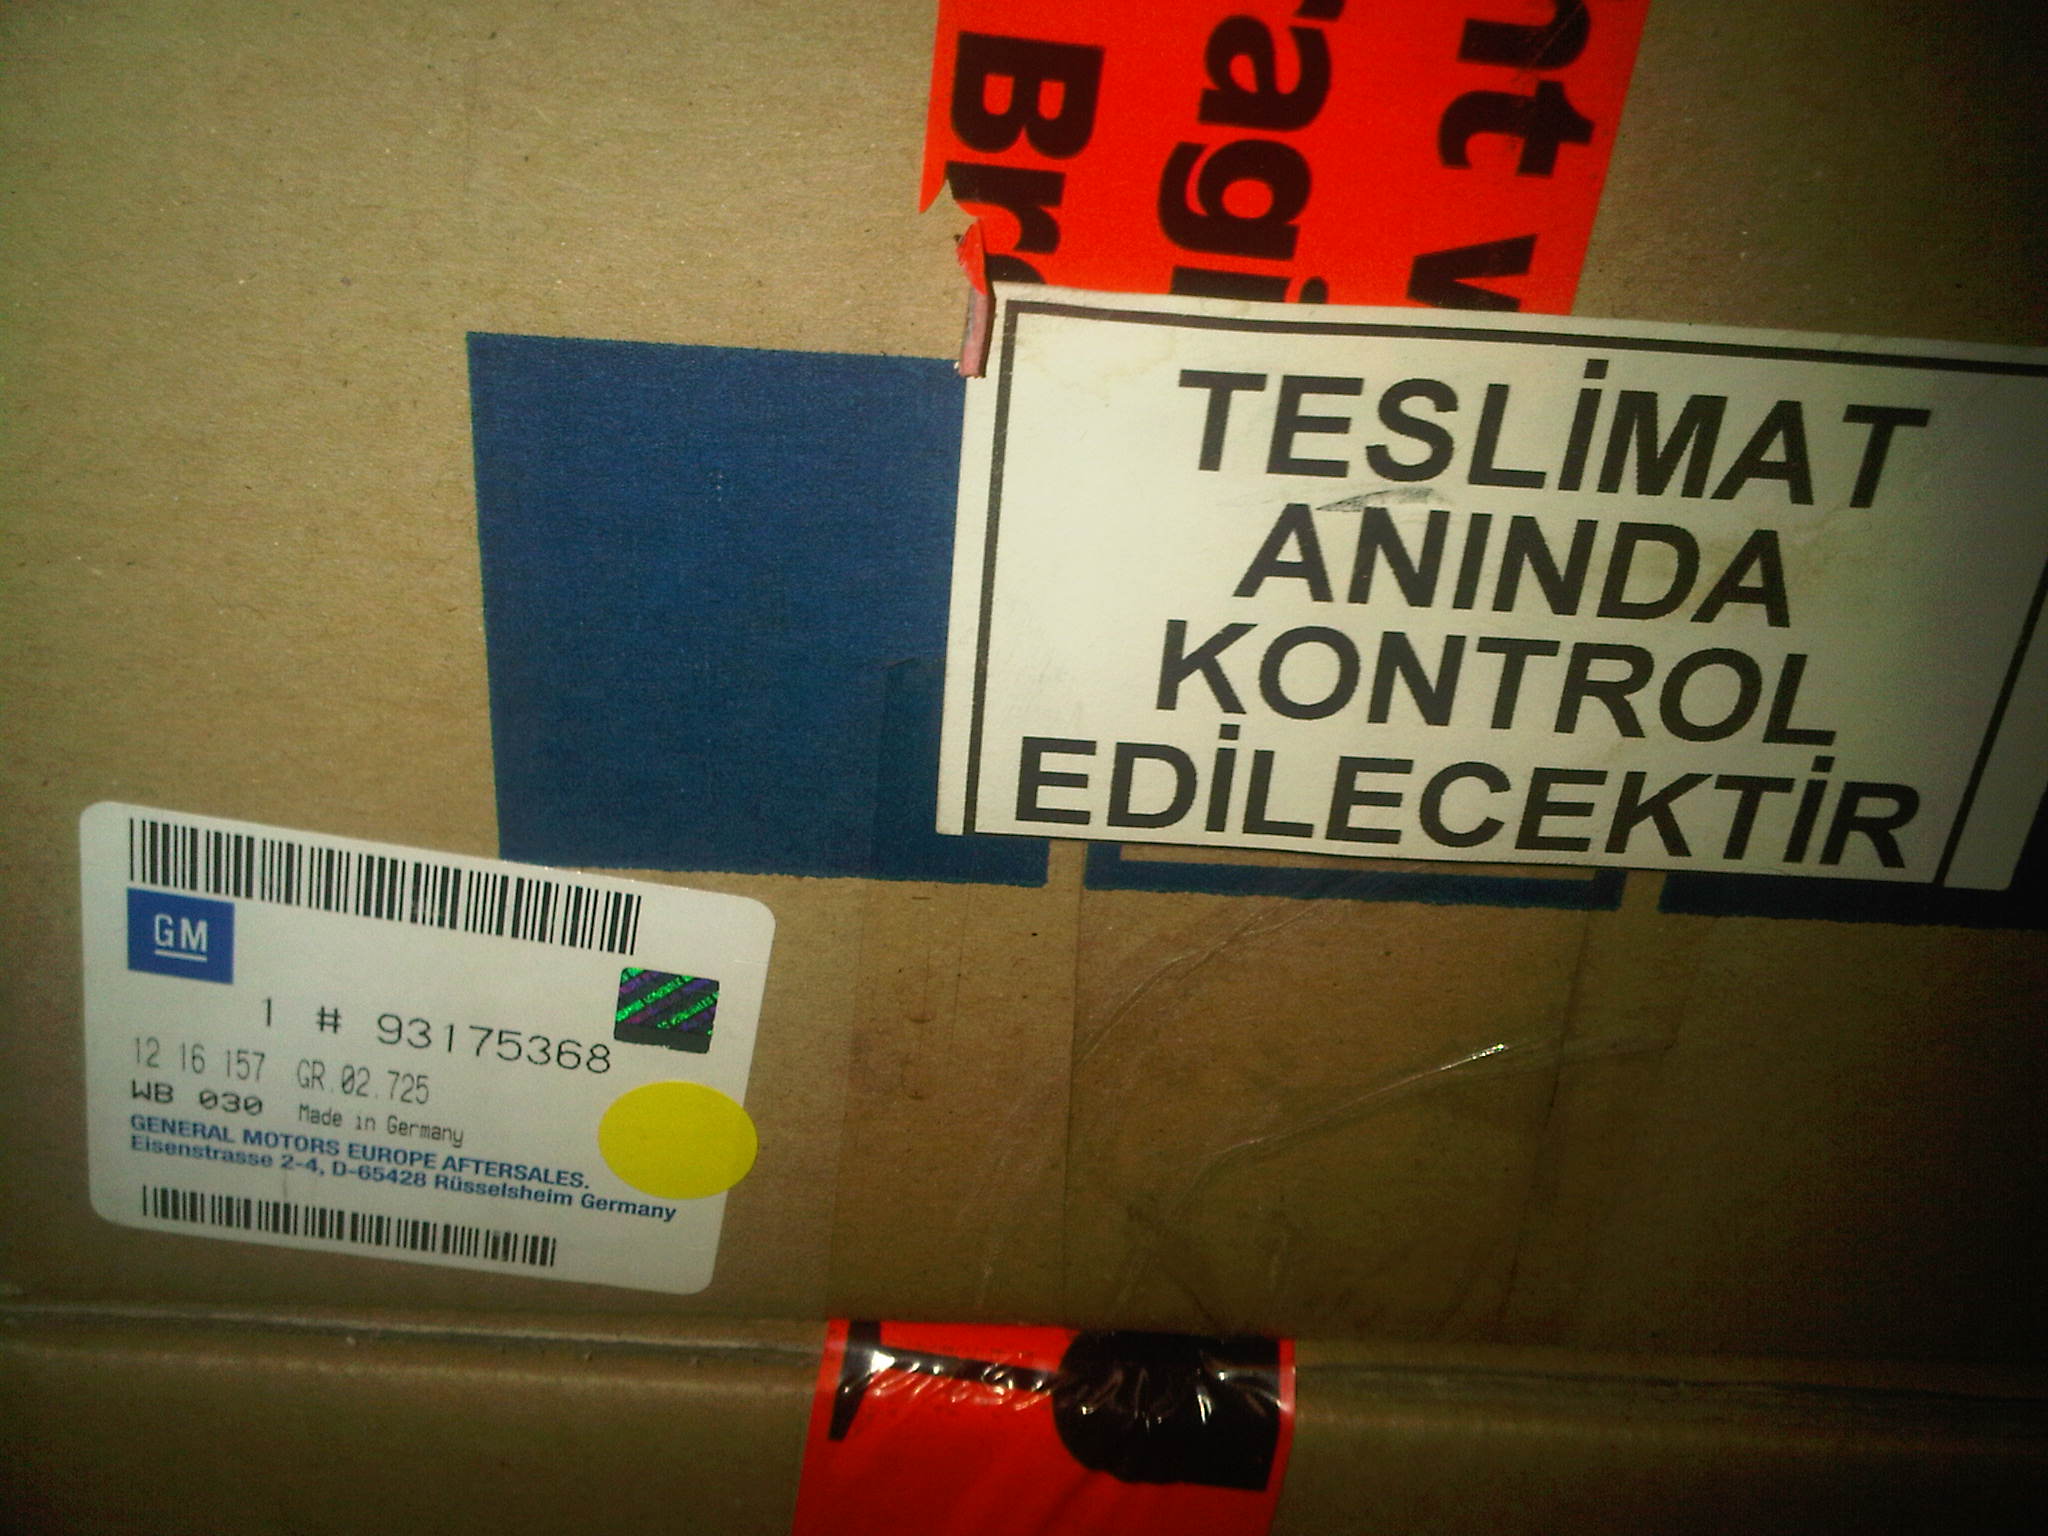 TESLİMAT
ANINDA
KONTROL
EDİLECEKTİR
GM
1 # 93175368
12 16 157 GR.02.725
WB 030 Made in Germany
GENERAL MOTORS EUROPE AFTERSALES.
Eisenstrasse 2-4, D-65428 Rüsselsheim Germany